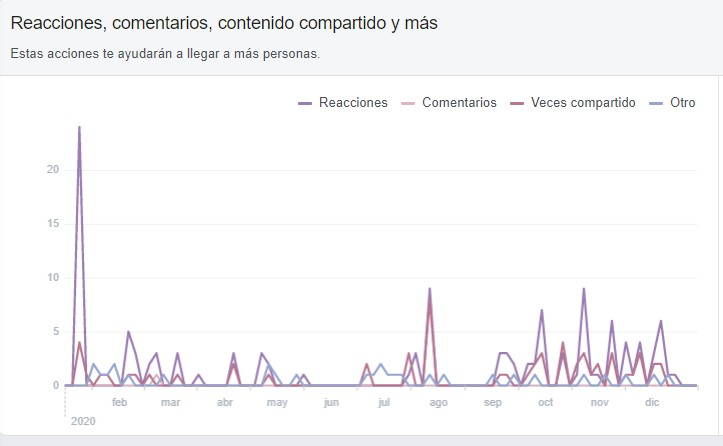 Reacciones, comentarios, contenido compartido y más
Estas acciones te ayudarán a llegar a más personas.
Reacciones Comentarios Veces compartido Otro
20
15
10
5
0
feb mar abr may jun jul ago sep oct nov dic
2020